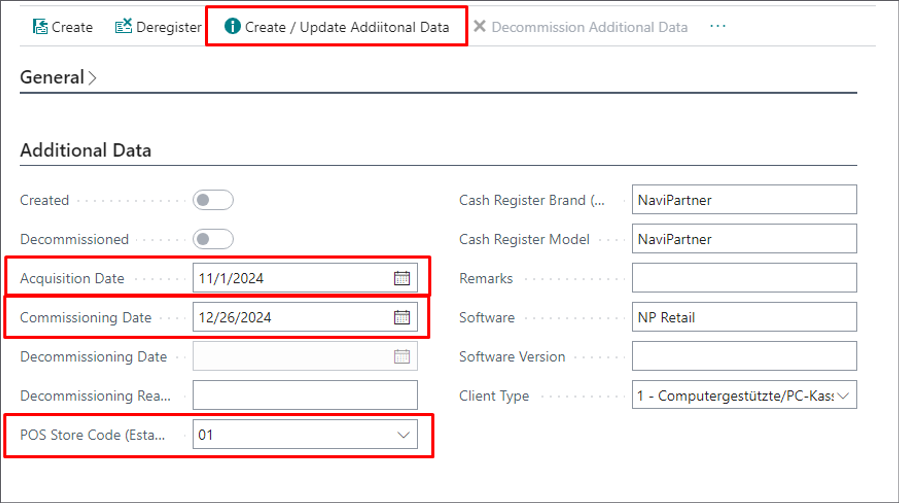 Create Deregister Create / Update Addiitonal Data Decommission Additional Data ...
General
Additional Data
Created
Cash Register Brand (... NaviPartner
Decommissioned
Cash Register Model NaviPartner
Acquisition Date 11/1/2024
Remarks
Commissioning Date 12/26/2024
Software NP Retail
Decommissioning Date
Software Version
Decommissioning Rea...
Client Type 1 - Computergestützte/PC-Kass
POS Store Code (Esta... 01